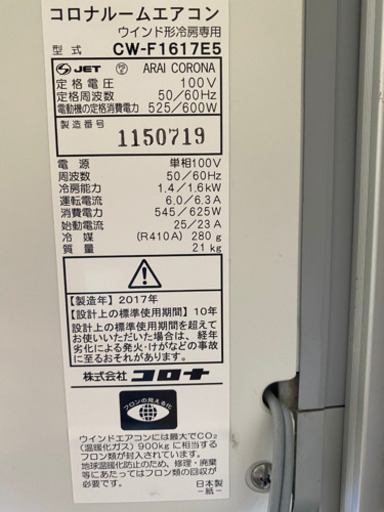 コロナルームエアコン
ウインド形冷房専用
型式 CW-F1617E5
JET ARAI CORONA
定格電圧 100V
定格周波数 50/60Hz
電動機の定格消費電力 525/600W
製造番号 1150719
電源 単相100V
周波数 50/60Hz
冷房能力 1.4/1.6kW
運転電流 6.0/6.3A
消費電力 545/625W
始動電流 25/23A
冷媒 (R410A) 280g
質量 21kg
【製造年】2017年
【設計上の標準使用期間】10年
設計上の標準使用期間を超えて
お使いいただいた場合は、経年
劣化による発火・けがなどの事故
に至るおそれがあります。
株式会社 コロナ
フロンの見える化
ウインドエアコンには最大でCO₂
(温暖化ガス)900kgに相当する
フロン類が封入されています。
地球温暖化防止のため、修理・廃棄
等にあたってはフロン類の回収が
必要です。
日本製
-紙-